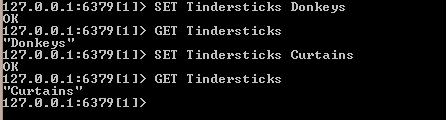 127.0.0.1:6379[1]> SET Tindersticks Donkeys
OK
127.0.0.1:6379[1]> GET Tindersticks
"Donkeys"
127.0.0.1:6379[1]> SET Tindersticks Curtains
OK
127.0.0.1:6379[1]> GET Tindersticks
"Curtains"
127.0.0.1:6379[1]>